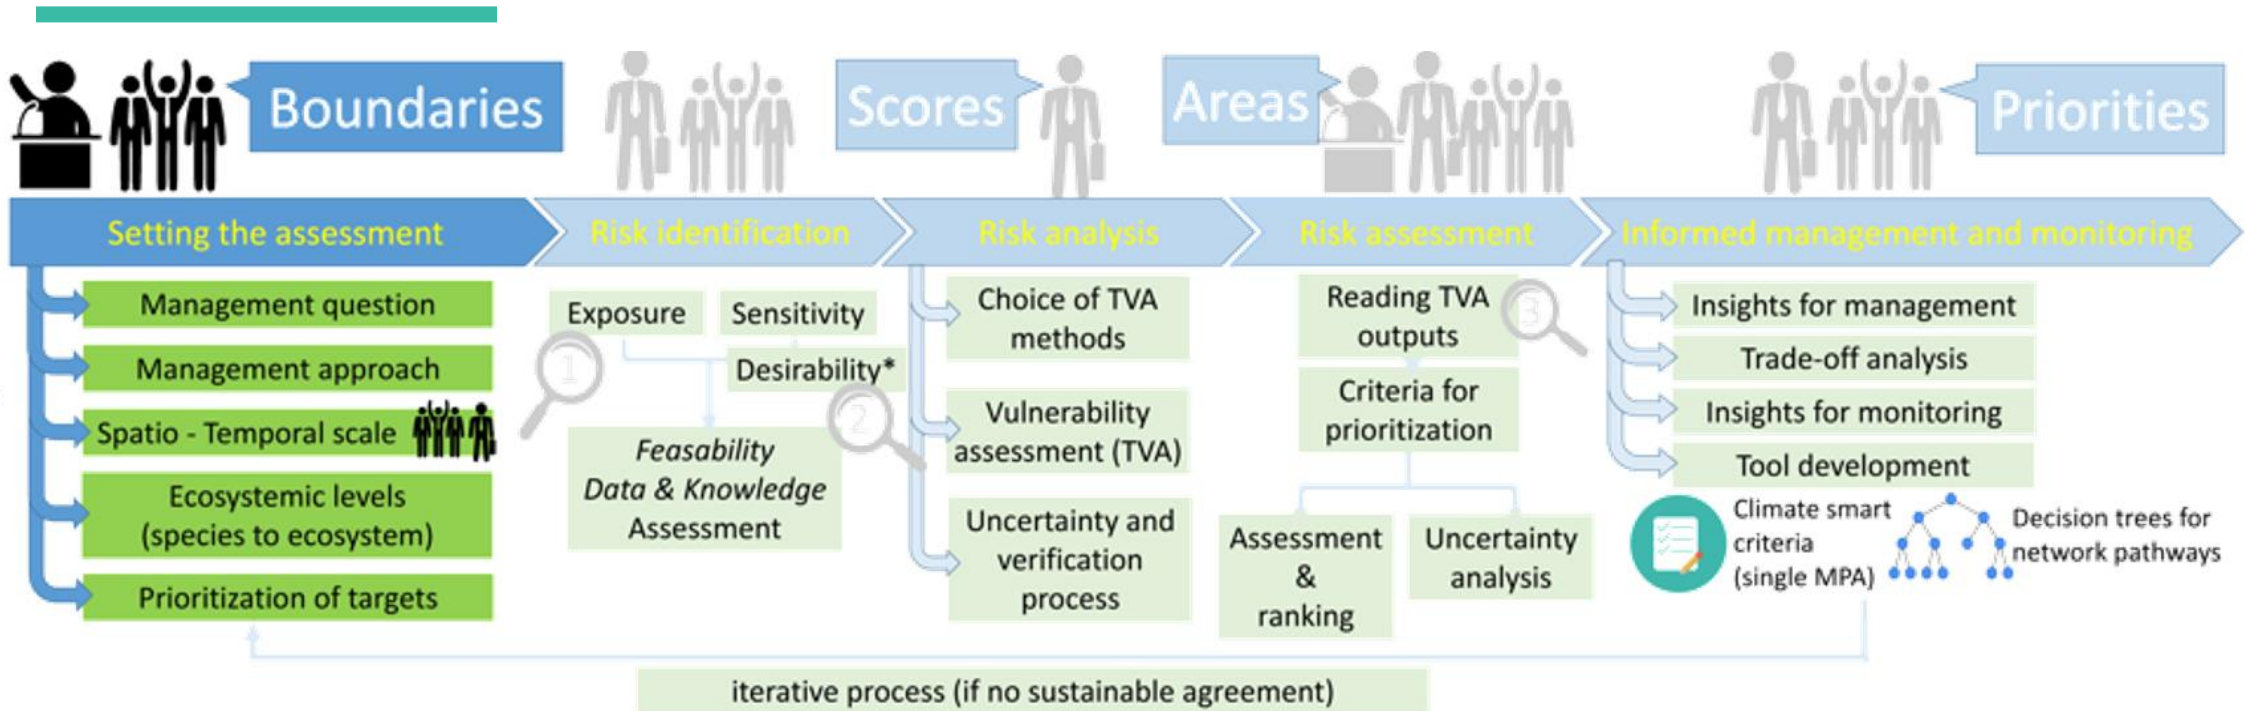 Boundaries
Scores
Areas
Priorities
Setting the assessment
Risk identification
Risk analysis
Risk assessment
Informed management and monitoring
Management question
Management approach
Spatio - Temporal scale
Ecosystemic levels
(species to ecosystem)
Prioritization of targets
Exposure
Sensitivity
Desirability*
1
2
Feasability
Data & Knowledge
Assessment
Choice of TVA
methods
Vulnerability
assessment (TVA)
Uncertainty and
verification
process
Reading TVA
outputs
3
Criteria for
prioritization
Assessment
&
ranking
Uncertainty
analysis
Insights for management
Trade-off analysis
Insights for monitoring
Tool development
Climate smart
criteria
(single MPA)
Decision trees for
network pathways
iterative process (if no sustainable agreement)